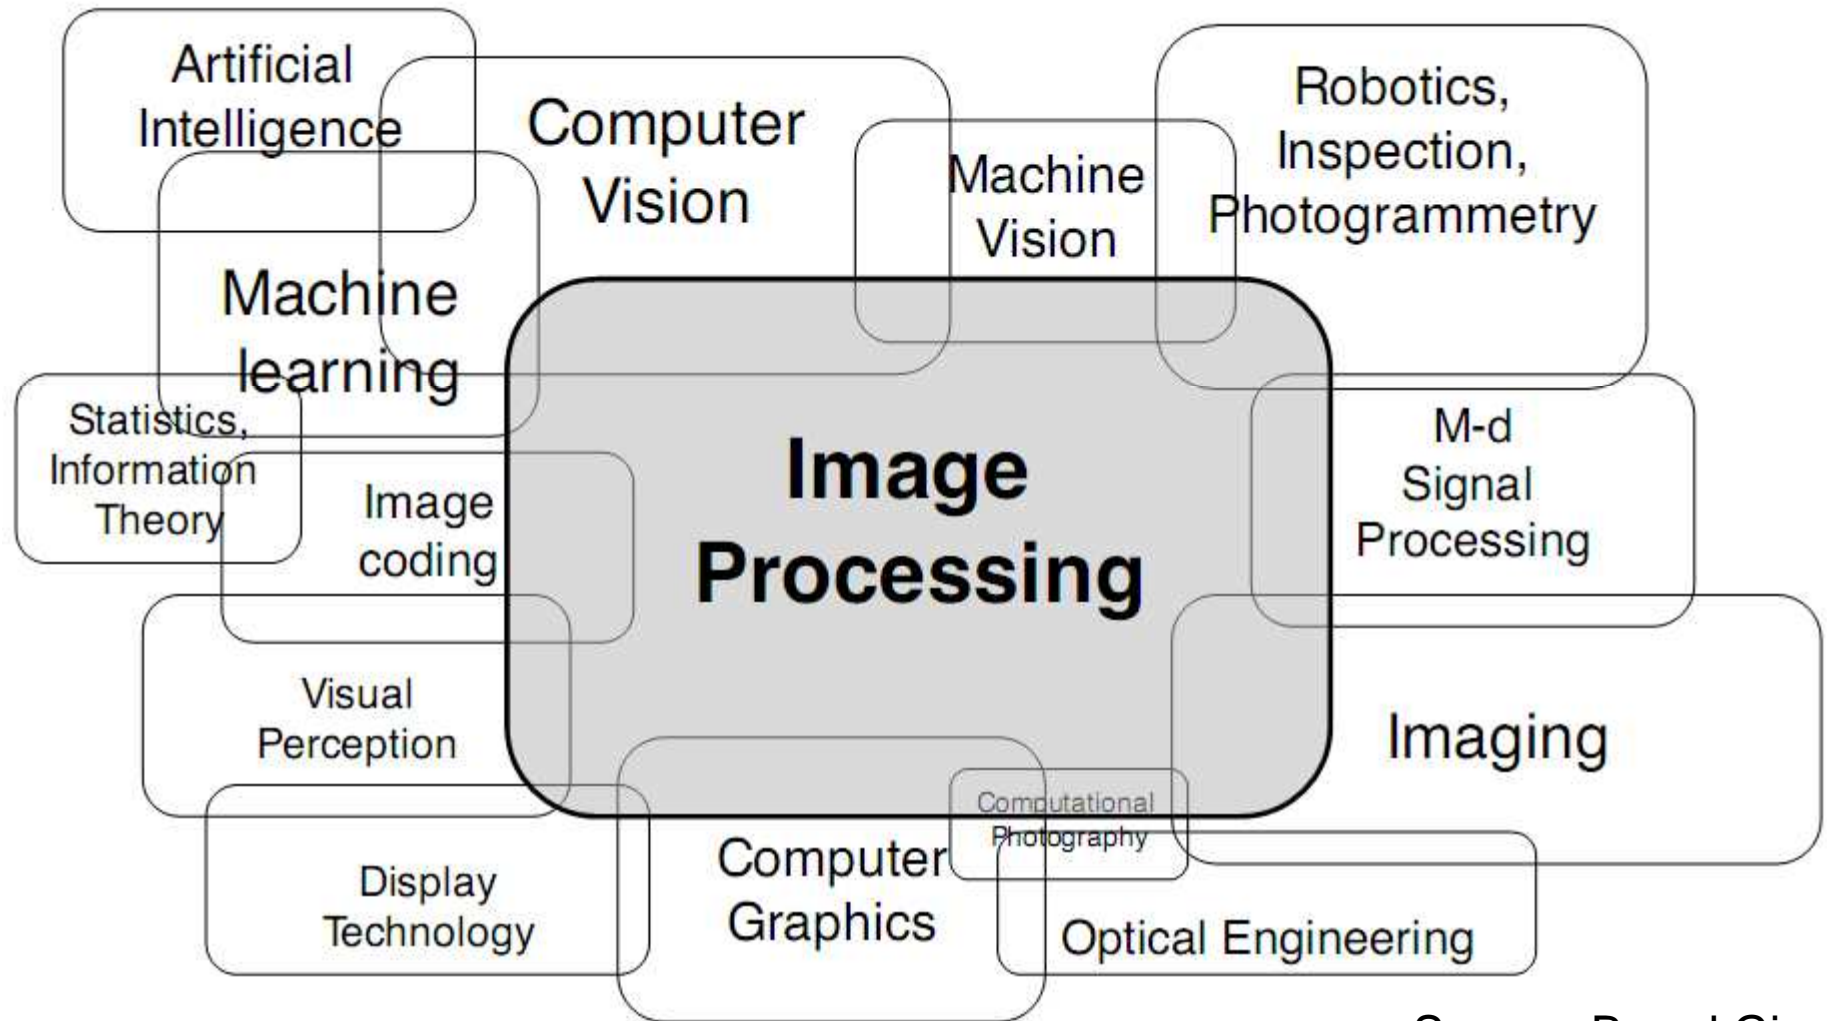 Artificial
Intelligence
Computer
Vision
Machine
Vision
Robotics,
Inspection,
Photogrammetry
Machine
learning
Statistics,
Information
Theory
Image
coding
Image
Processing
M-d
Signal
Processing
Visual
Perception
Imaging
Computational
Photography
Display
Technology
Computer
Graphics
Optical Engineering